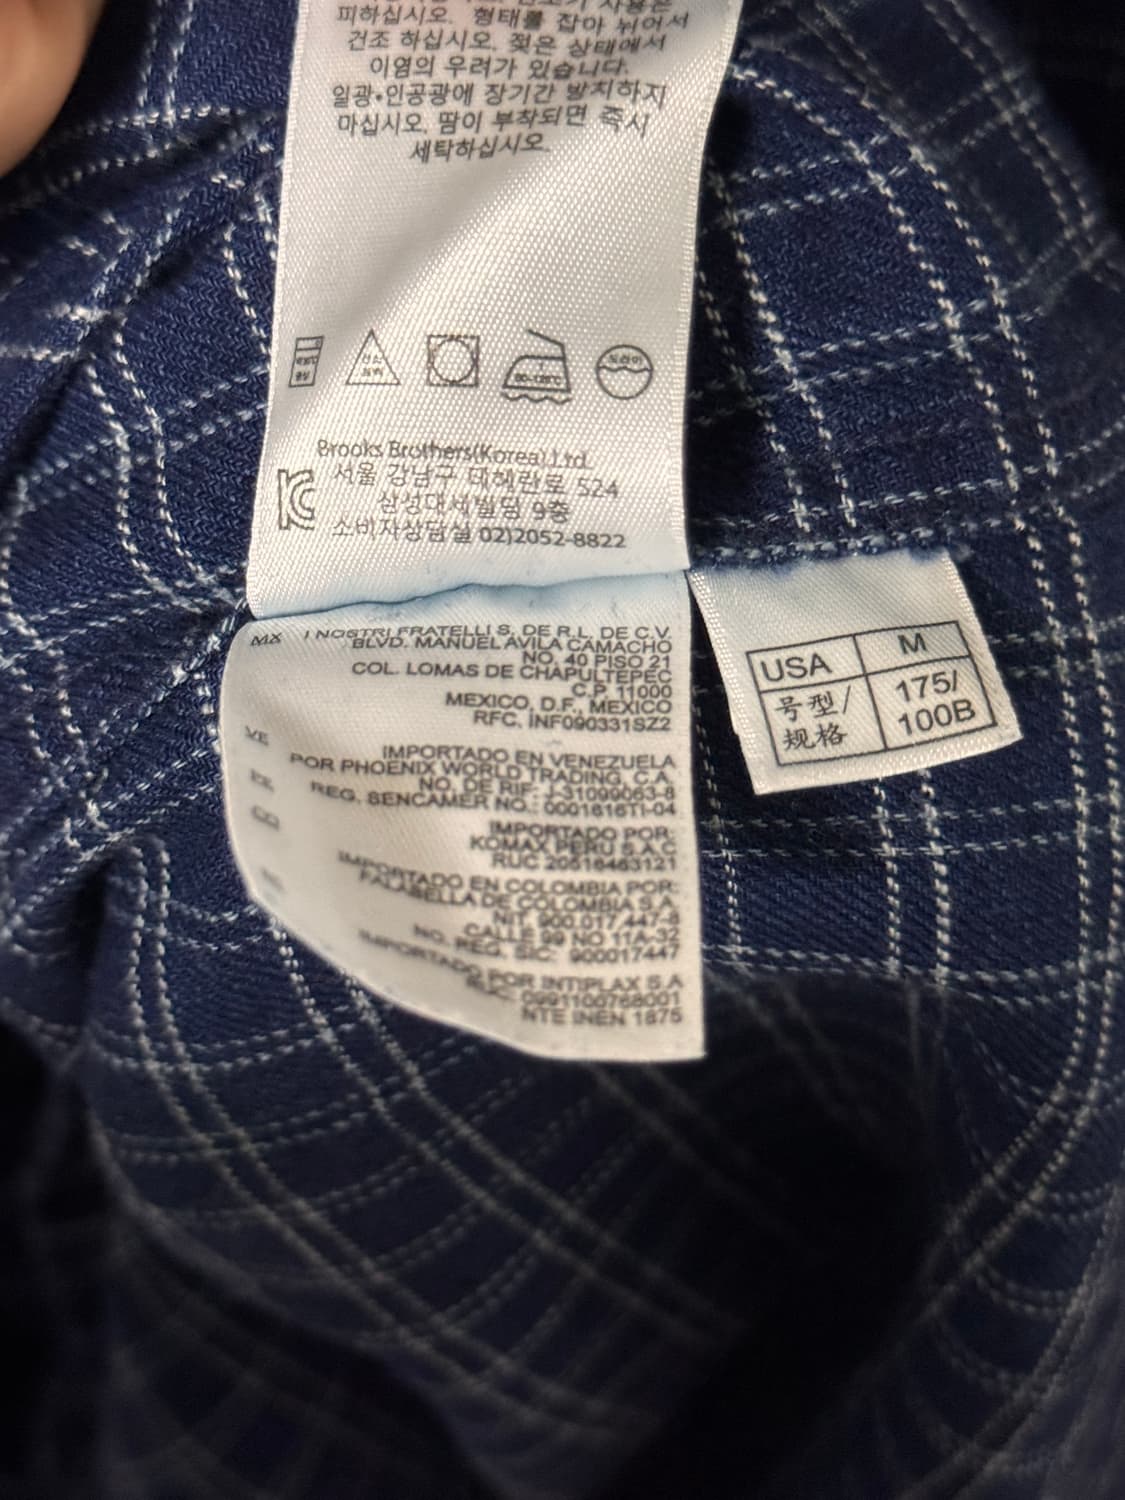 피하십시오. 형태를 잡아 뉘어서
건조 하십시오. 젖은 상태에서
이염의 우려가 있습니다.
일광•인공광에 장기간 방치하지
마십시오. 땀이 부착되면 즉시
세탁하십시오.
염소
표백
드라이
Brooks Brothers(Korea).Ltd.
서울 강남구 테헤란로 524
삼성대세빌딩 9층
소비자상담실 02)2052-8822
MX I NOSTRI FRATELLI S, DE R.L, DE C.V.
BLVD. MANUEL AVILA CAMACHO
NO. 40 PISO 21
COL. LOMAS DE CHAPULTEPEC
C.P. 11000
MEXICO, D.F., MEXICO
RFC. INF090331SZ2
VE IMPORTADO EN VENEZUELA
POR PHOENIX WORLD TRADING, C.A.
NO. DE RIF: J-31099063-8
REG. SENCAMER NO.: 0001616TI-04
IMPORTADO POR:
KOMAX PERU S.A.C
RUC 20516463121
IMPORTADO EN COLOMBIA POR:
FALABELLA DE COLOMBIA S.A.
NIT 900.017/447-8
CALLE 99 NO 11A-32
NO. REG. SIC: 900017447
IMPORTADO POR INTIPLAX S.A
0991100768001
NTE INEN 1875
USA M
号型/ 175/
规格 100B